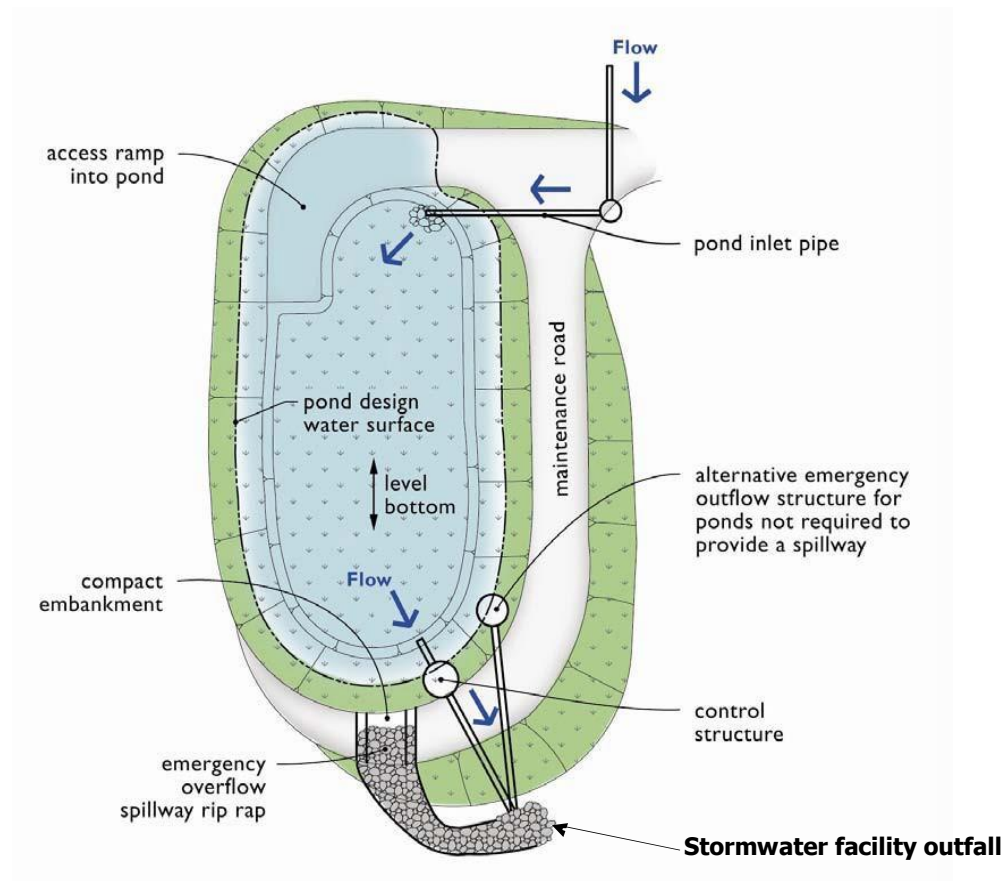 Flow
access ramp
into pond
pond inlet pipe
maintenance road
pond design
water surface
level
bottom
alternative emergency
outflow structure for
ponds not required to
provide a spillway
Flow
compact
embankment
control
structure
emergency
overflow
spillway rip rap
Stormwater facility outfall